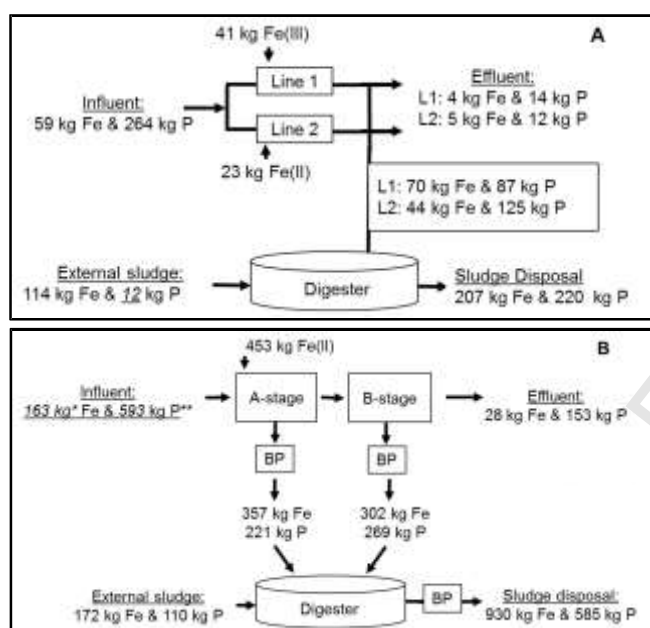 41 kg Fe(III)
A
Line 1
Influent:
59 kg Fe & 264 kg P
Line 2
23 kg Fe(II)
Effluent:
L1: 4 kg Fe & 14 kg P
L2: 5 kg Fe & 12 kg P
L1: 70 kg Fe & 87 kg P
L2: 44 kg Fe & 125 kg P
External sludge:
114 kg Fe & 12 kg P
Digester
Sludge Disposal
207 kg Fe & 220 kg P
B
453 kg Fe(II)
Influent:
163 kg* Fe & 593 kg P**
A-stage
B-stage
Effluent:
28 kg Fe & 153 kg P
BP
BP
357 kg Fe
221 kg P
302 kg Fe
269 kg P
External sludge:
172 kg Fe & 110 kg P
Digester
BP
Sludge disposal:
930 kg Fe & 585 kg P